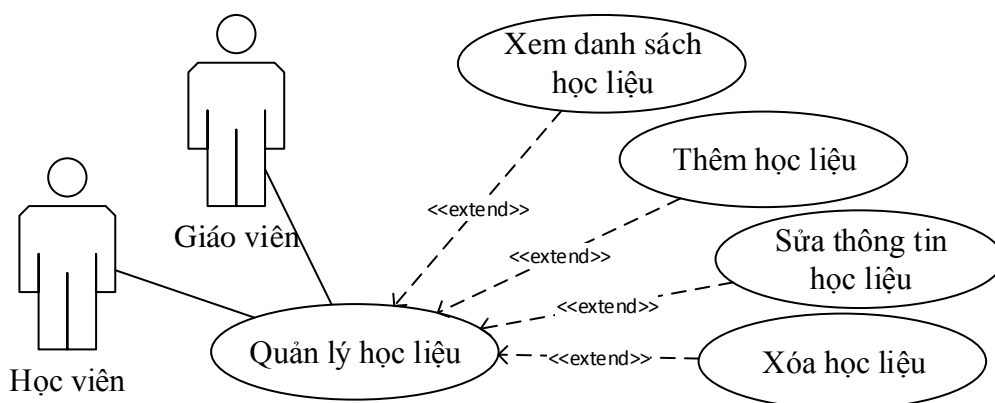 Xem danh sách
học liệu
Thêm học liệu
<<extend>>
Giáo viên
Sửa thông tin
học liệu
<<extend>>
<<extend>>
Quản lý học liệu
<<extend>>
Xóa học liệu
Học viên